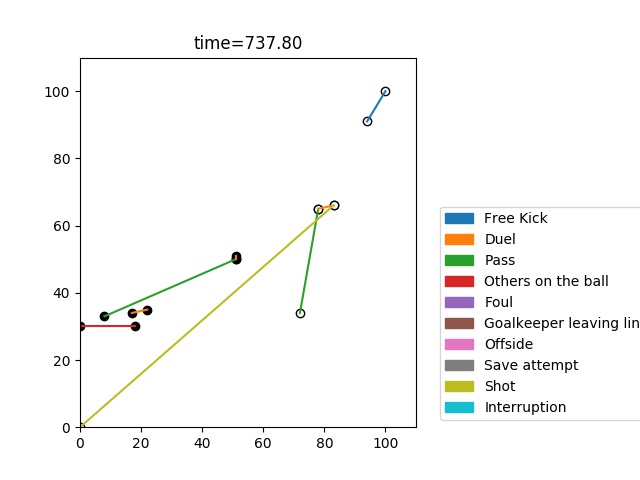 time=737.80
100
80
60
40
20
0
0 20 40 60 80 100
Free Kick
Duel
Pass
Others on the ball
Foul
Goalkeeper leaving lin
Offside
Save attempt
Shot
Interruption